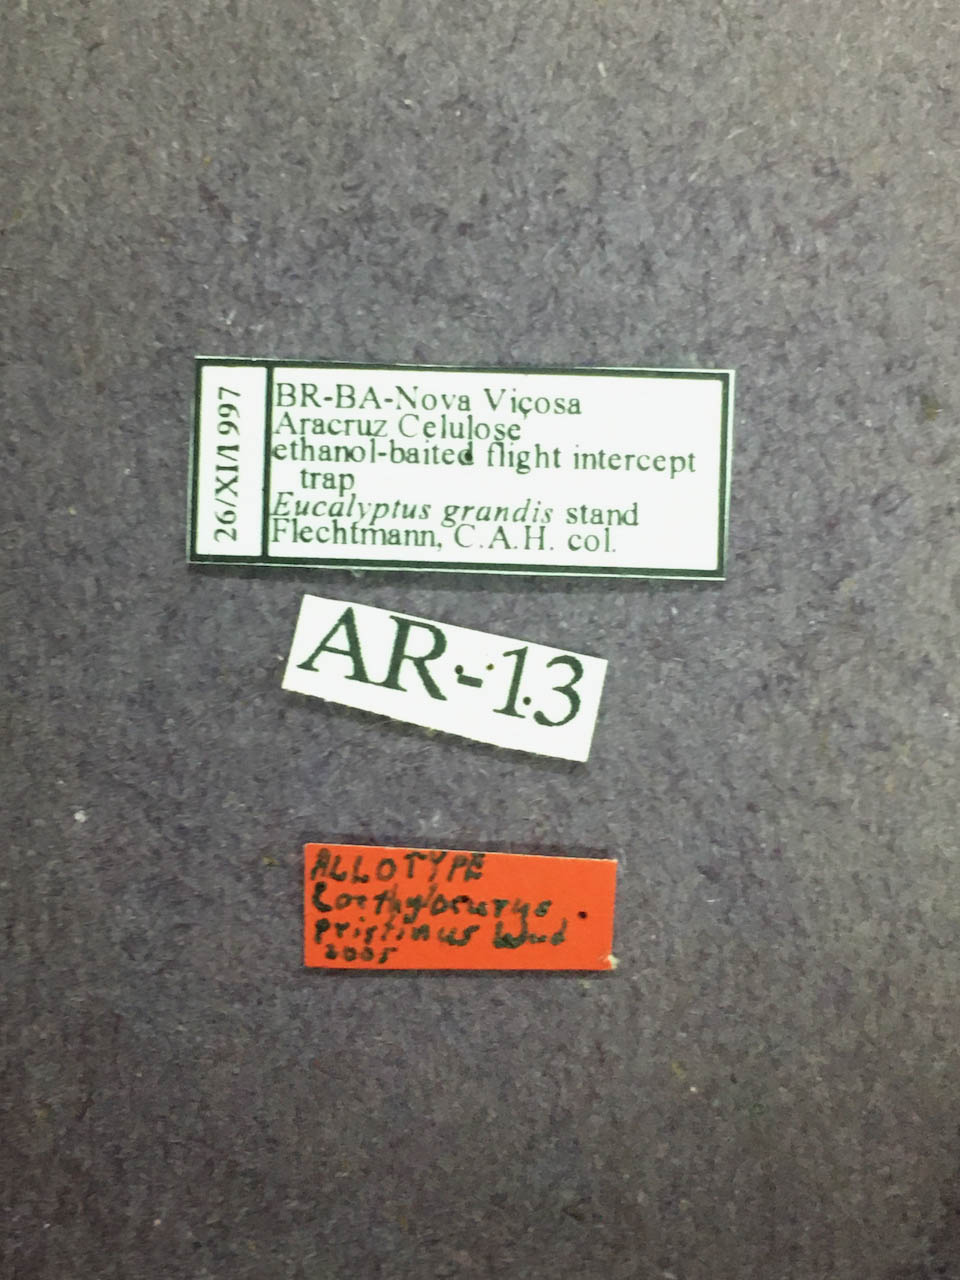 26/XI/1997
BR-BA-Nova Viçosa
Aracruz Celulose
ethanol-baited flight intercept
trap
Eucalyptus grandis stand
Flechtmann, C.A.H. col.
AR-13
ALLOTYPE
Corthylocurus
pristinus Wood
2005